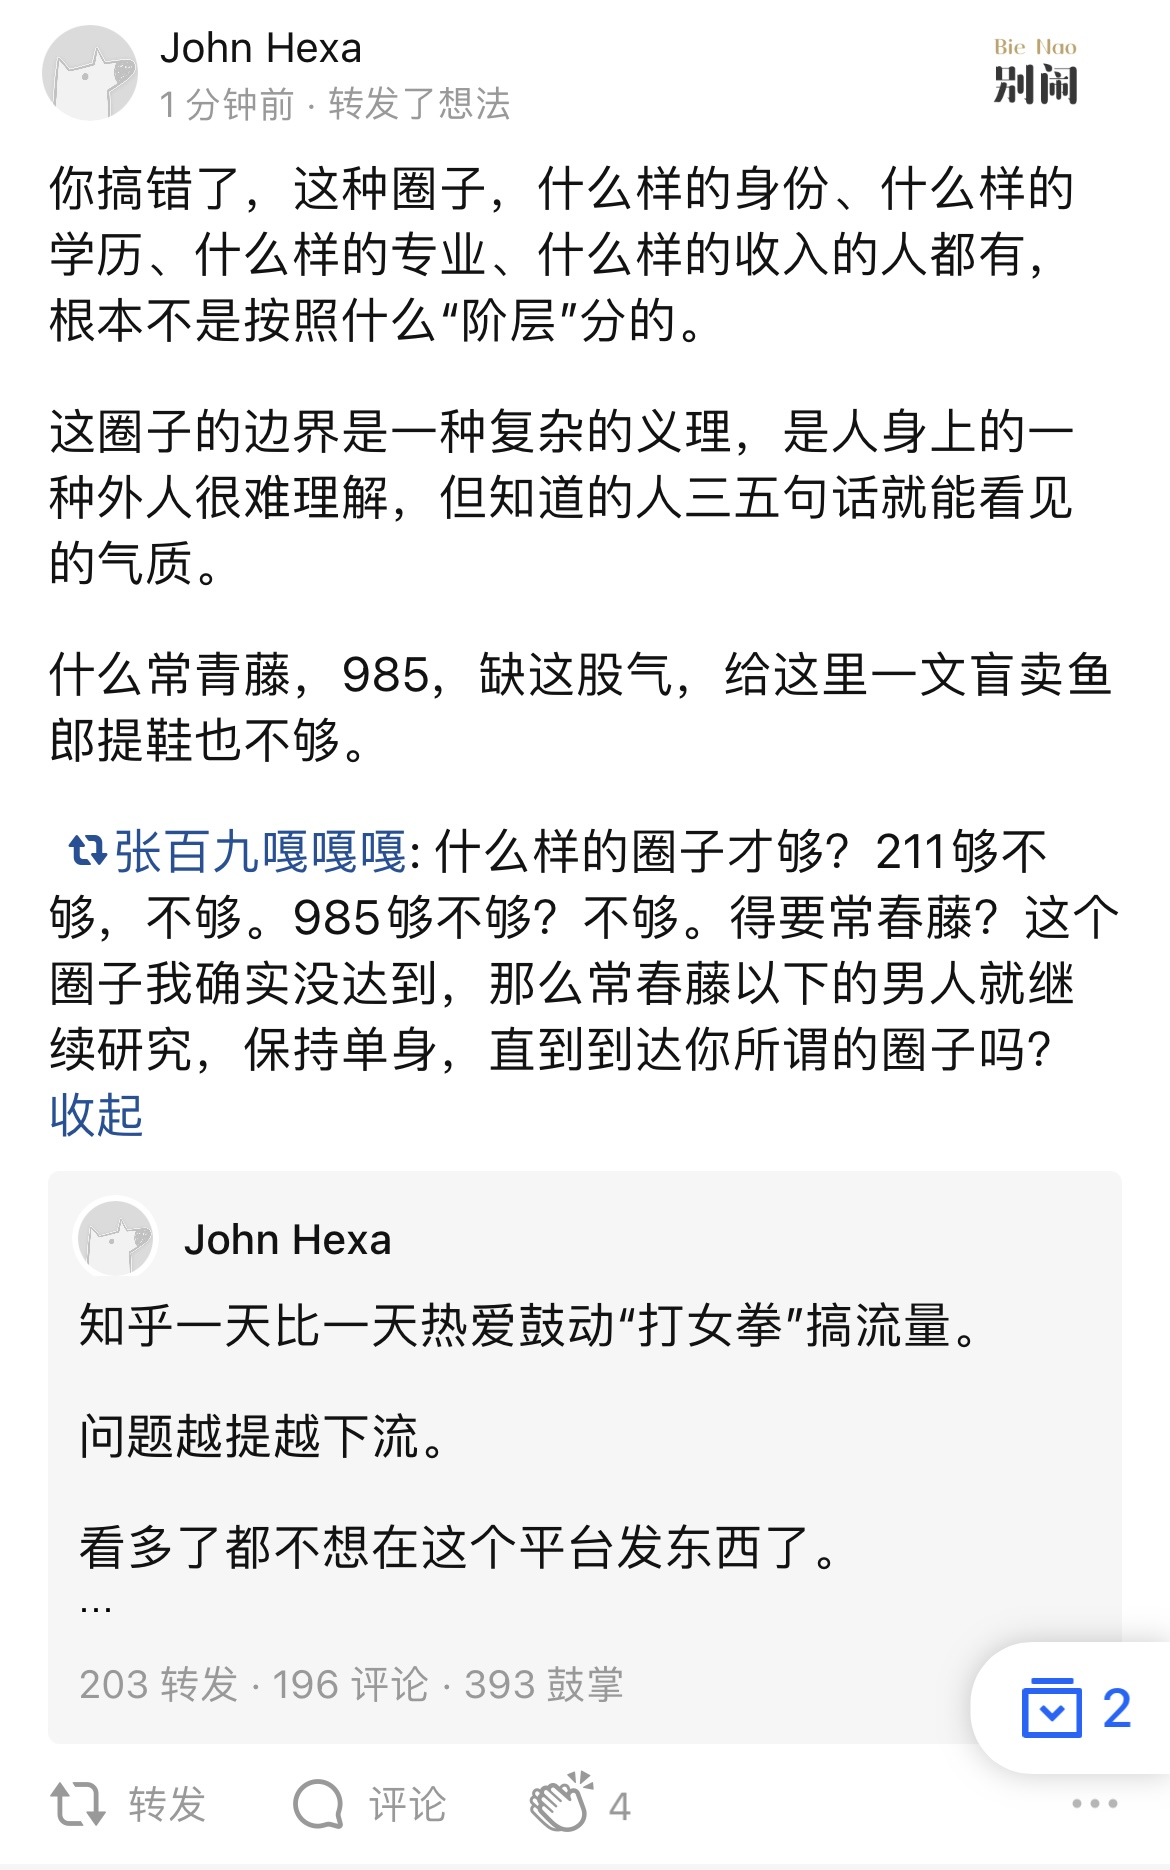 John Hexa
1 分钟前 · 转发了想法
Bie Nao
别闹
你搞错了，这种圈子，什么样的身份、什么样的
学历、什么样的专业、什么样的收入的人都有，
根本不是按照什么“阶层”分的。
这圈子的边界是一种复杂的义理，是人身上的一
种外人很难理解，但知道的人三五句话就能看见
的气质。
什么常青藤，985，缺这股气，给这里一文盲卖鱼
郎提鞋也不够。
张百九嘎嘎嘎: 什么样的圈子才够？211够不
够，不够。985够不够？不够。得要常春藤？这个
圈子我确实没达到，那么常春藤以下的男人就继
续研究，保持单身，直到到达你所谓的圈子吗？
收起
John Hexa
知乎一天比一天热爱鼓动“打女拳”搞流量。
问题越提越下流。
看多了都不想在这个平台发东西了。
...
203 转发 · 196 评论 · 393 鼓掌
2
转发 评论 4